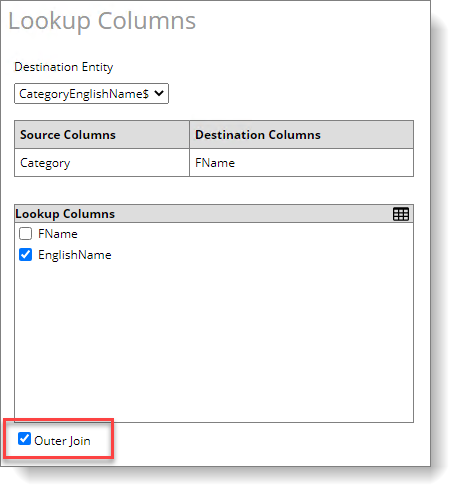 Lookup Columns
Destination Entity
CategoryEnglishName$
Source Columns Destination Columns
Category FName
Lookup Columns
FName
EnglishName
Outer Join